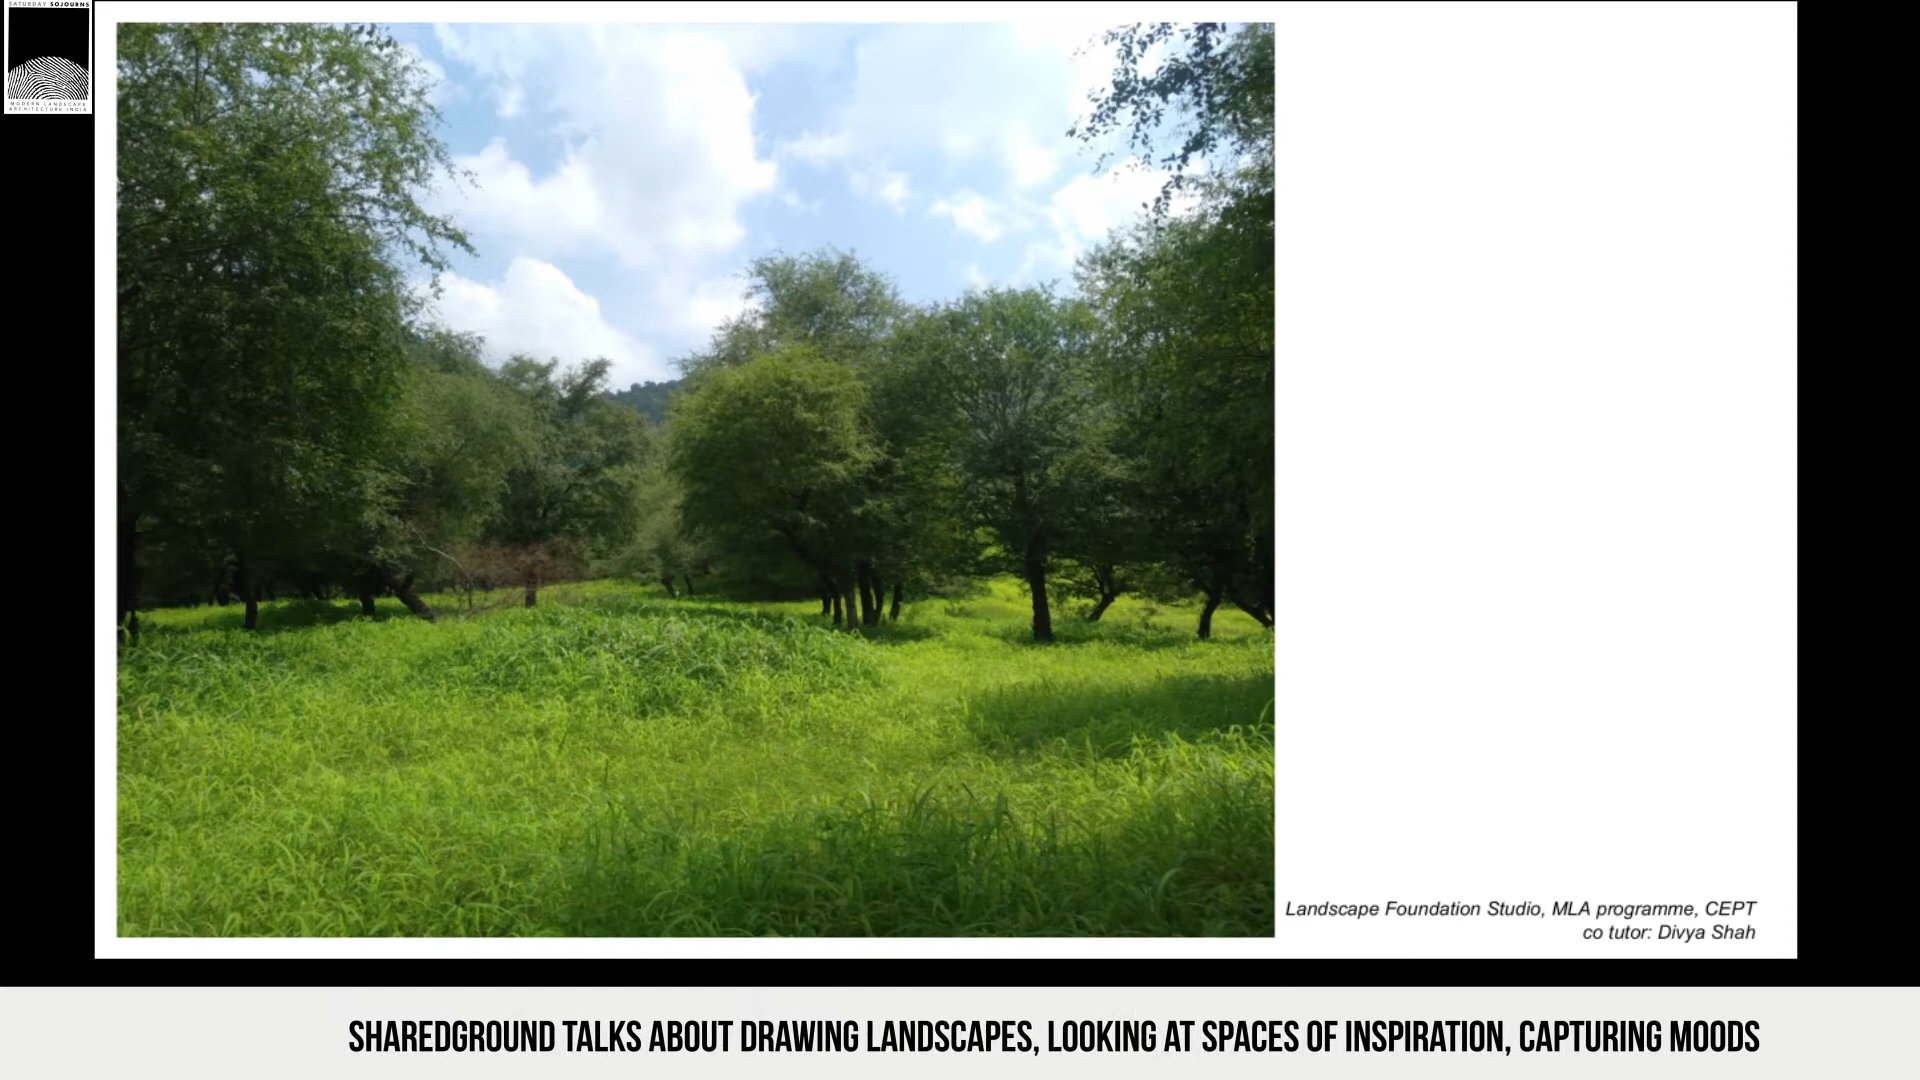 SATURDAY SOJOURNS
MODERN LANDSCAPE
ARCHITECTURE INDIA
Landscape Foundation Studio, MLA programme, CEPT
co tutor: Divya Shah
SHAREDGROUND TALKS ABOUT DRAWING LANDSCAPES, LOOKING AT SPACES OF INSPIRATION, CAPTURING MOODS